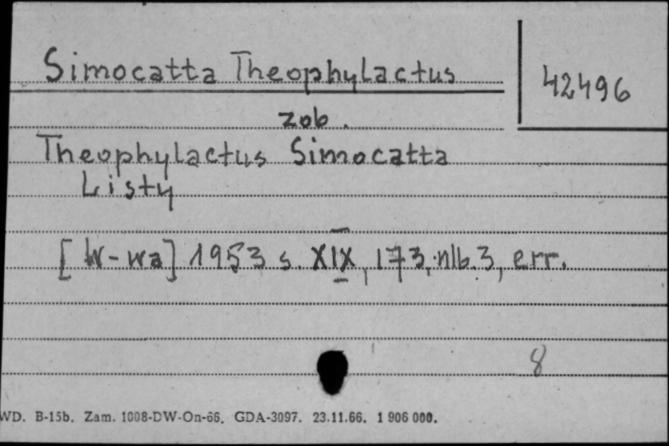 Simocatta Theophylactus
42496
zob.
Theophylactus Simocatta
Listy
[W-wa] 1953 s. XIX, 173, nlb. 3, err.
8
WD. B-15b. Zam. 1008-DW-On-66. GDA-3097. 23.11.66. 1 906 000.